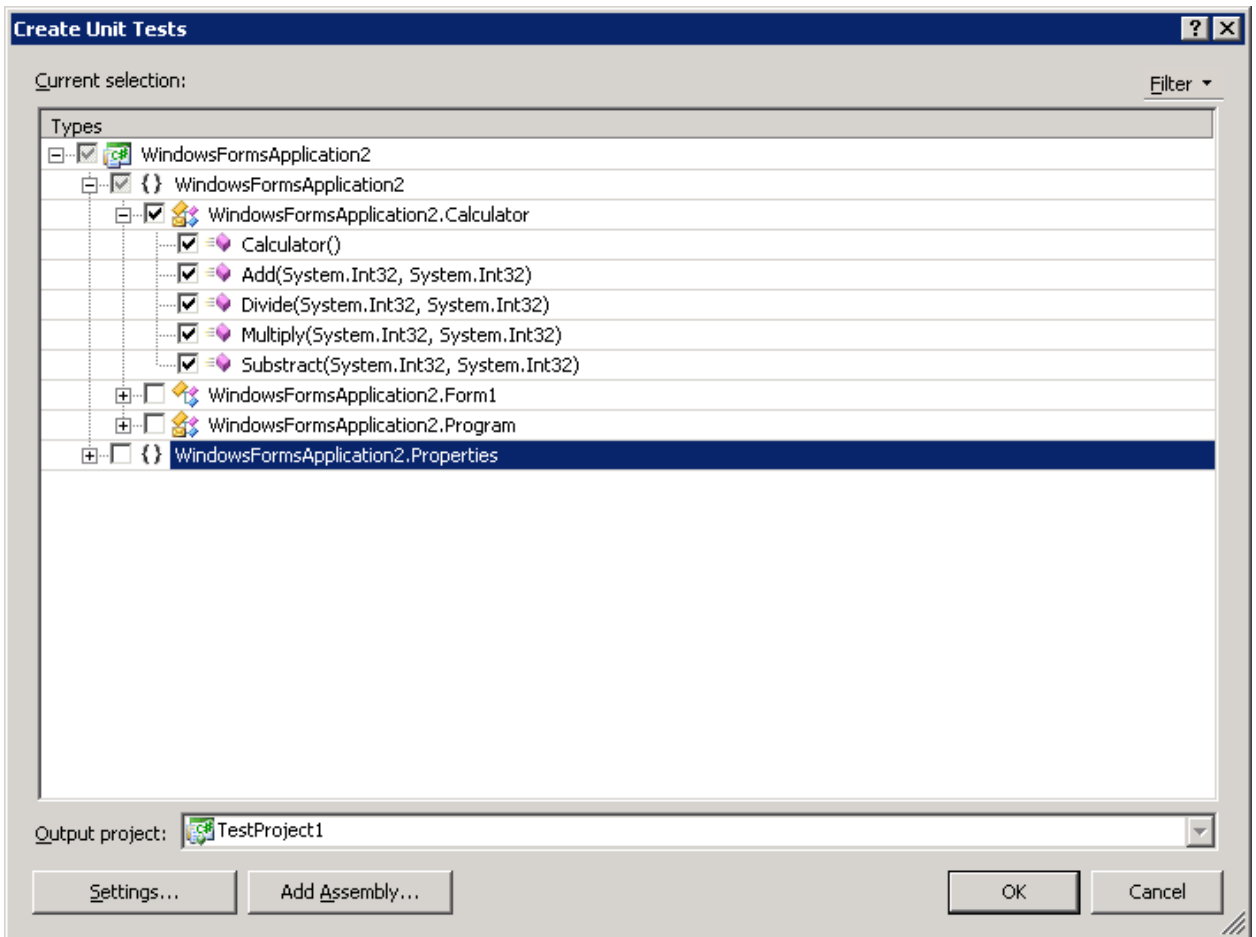 Create Unit Tests
Current selection:
Filter
Types
WindowsFormsApplication2
{} WindowsFormsApplication2
WindowsFormsApplication2.Calculator
Calculator()
Add(System.Int32, System.Int32)
Divide(System.Int32, System.Int32)
Multiply(System.Int32, System.Int32)
Substract(System.Int32, System.Int32)
WindowsFormsApplication2.Form1
WindowsFormsApplication2.Program
{} WindowsFormsApplication2.Properties
Output project: TestProject1
Settings... Add Assembly... OK Cancel